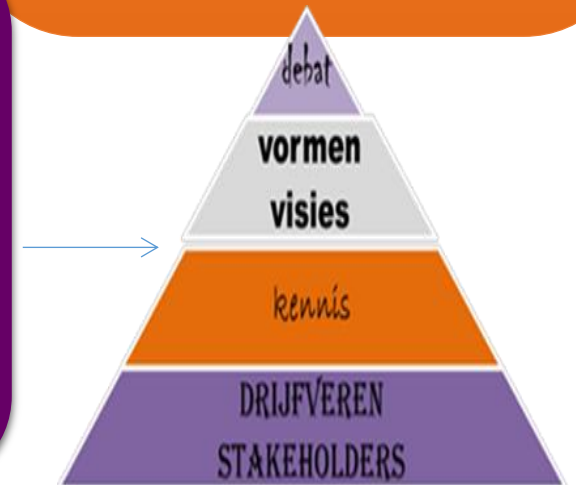 debat
vormen
visies
kennis
DRIJFVEREN
STAKEHOLDERS